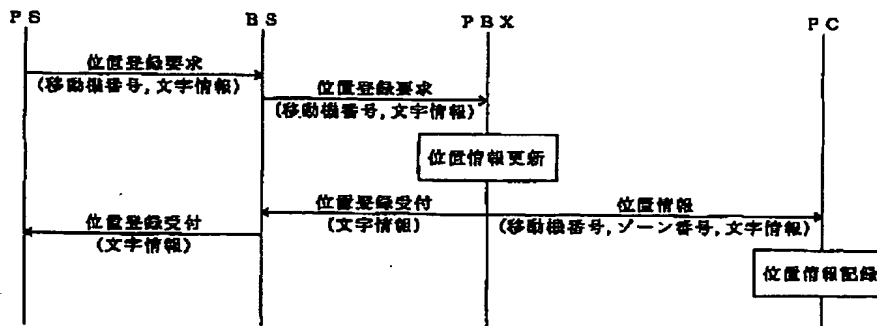 PS BS PBX PC
位置登録要求
(移動機番号,文字情報)
位置登録要求
(移動機番号,文字情報)
位置情報更新
位置登録受付
(文字情報)
位置情報
(移動機番号,ゾーン番号,文字情報)
位置登録受付
(文字情報)
位置情報記録